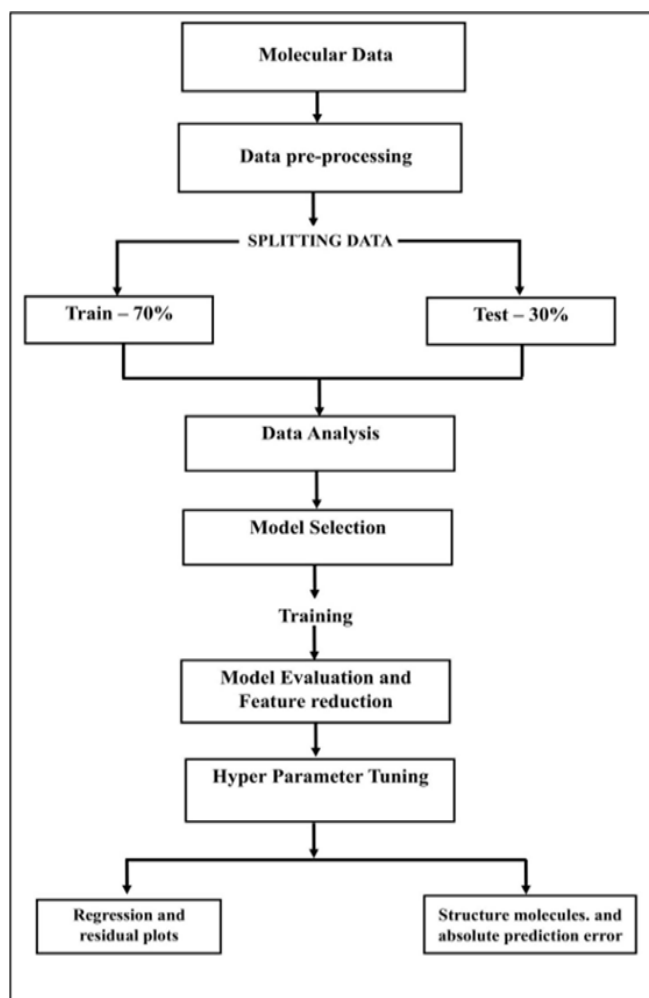 Molecular Data
Data pre-processing
SPLITTING DATA
Train – 70%
Test – 30%
Data Analysis
Model Selection
Training
Model Evaluation and
Feature reduction
Hyper Parameter Tuning
Regression and
residual plots
Structure molecules. and
absolute prediction error